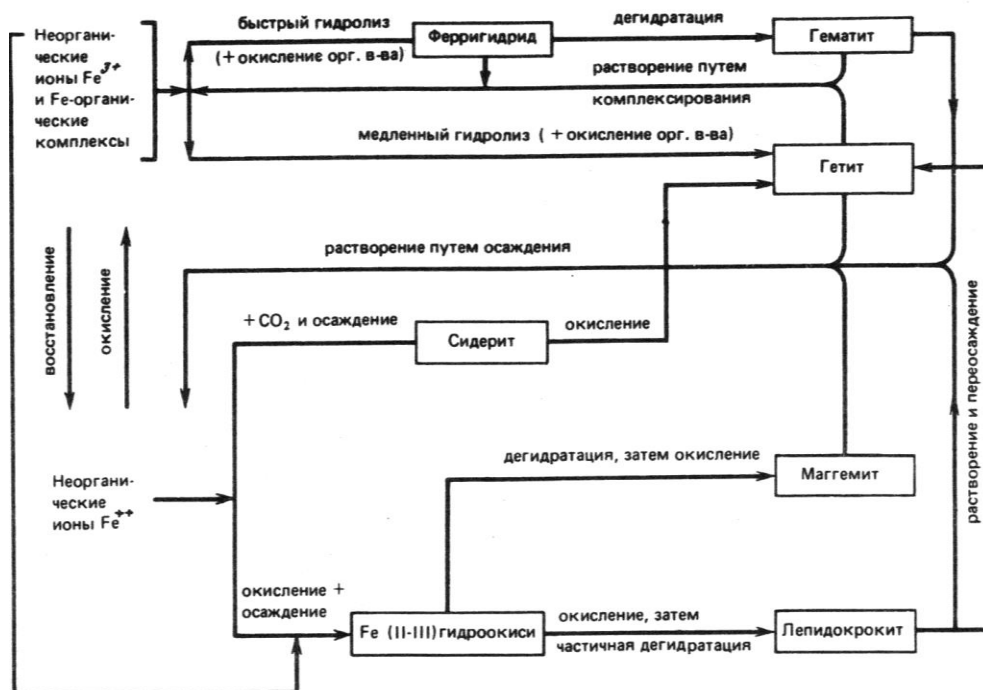 Неоргани-
ческие
ионы Fe3+
и Fe-органи-
ческие
комплексы
быстрый гидролиз
(+ окисление орг. в-ва)
Ферригидрид
дегидратация
Гематит
растворение путем
комплексирования
медленный гидролиз ( + окисление орг. в-ва)
Гетит
восстановление
окисление
растворение путем осаждения
+ CO2 и осаждение
Сидерит
окисление
растворение и переосаждение
дегидратация, затем окисление
Маггемит
Неоргани-
ческие
ионы Fe++
окисление +
осаждение
Fe (II-III) гидроокиси
окисление, затем
частичная дегидратация
Лепидокрокит